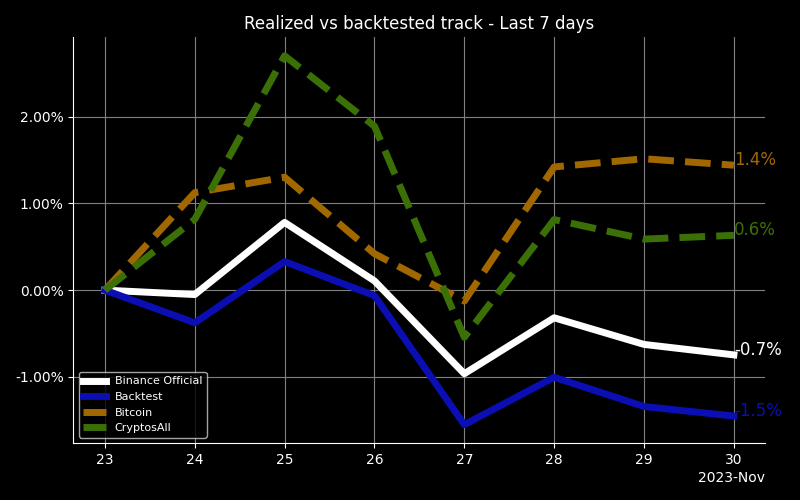 Realized vs backtested track - Last 7 days
2.00%
1.00%
0.00%
-1.00%
1.4%
0.6%
-0.7%
-1.5%
Binance Official
Backtest
Bitcoin
CryptosAll
23 24 25 26 27 28 29 30
2023-Nov